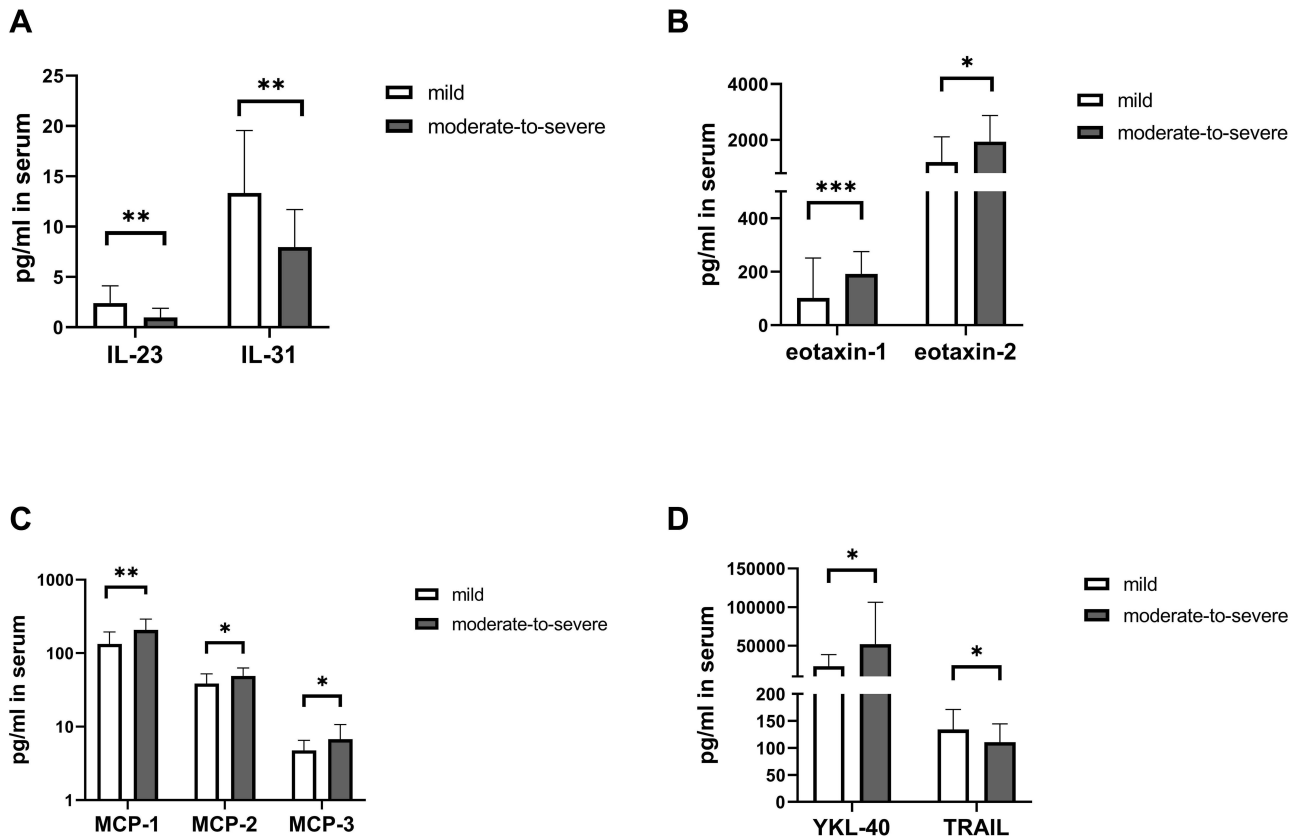 A
pg/ml in serum
25
20
15
10
5
0
**
**
IL-23
IL-31
mild
moderate-to-severe
B
pg/ml in serum
4000
2000
400
200
0
***
*
eotaxin-1
eotaxin-2
mild
moderate-to-severe
C
pg/ml in serum
1000
100
10
1
**
*
*
MCP-1
MCP-2
MCP-3
mild
moderate-to-severe
D
pg/ml in serum
150000
100000
50000
200
150
100
50
0
*
*
YKL-40
TRAIL
mild
moderate-to-severe